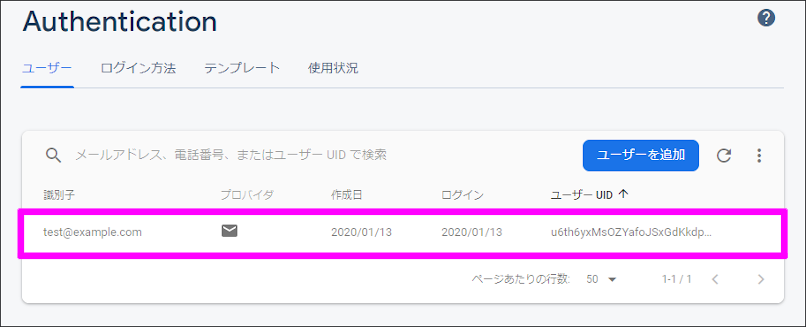 Authentication
ユーザー ログイン方法 テンプレート 使用状況
メールアドレス、電話番号、またはユーザー UID で検索 ユーザーを追加
識別子 プロバイダ 作成日 ログイン ユーザー UID ↑
test@example.com 2020/01/13 2020/01/13 u6th6yxMsOZYafoJSxGdKkdp...
ページあたりの行数: 50 1-1 / 1